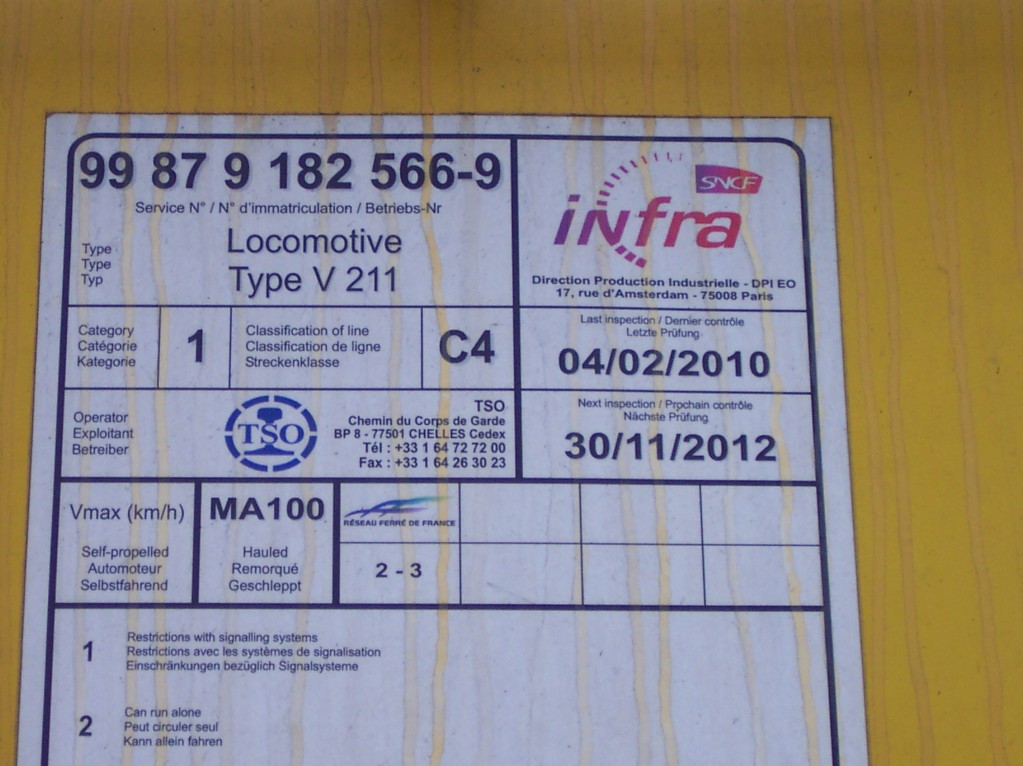 99 87 9 182 566-9
Service N° / N° d'immatriculation / Betriebs-Nr
Type
Type
Typ
Locomotive
Type V 211
SNCF
infra
Direction Production Industrielle - DPI EO
17, rue d'Amsterdam - 75008 Paris
Category
Catégorie
Kategorie
1
Classification of line
Classification de ligne
Streckenklasse
C4
Last inspection / Dernier contrôle
Letzte Prüfung
04/02/2010
Operator
Exploitant
Betreiber
TSO
TSO
Chemin du Corps de Garde
BP 8 - 77501 CHELLES Cedex
Tél : +33 1 64 72 72 00
Fax : +33 1 64 26 30 23
Next inspection / Prochain contrôle
Nächste Prüfung
30/11/2012
Vmax (km/h)
Self-propelled
Automoteur
Selbstfahrend
MA100
Hauled
Remorqué
Geschleppt
RÉSEAU FERRÉ DE FRANCE
2 - 3
1
Restrictions with signalling systems
Restrictions avec les systèmes de signalisation
Einschränkungen bezüglich Signalsysteme
2
Can run alone
Peut circuler seul
Kann allein fahren